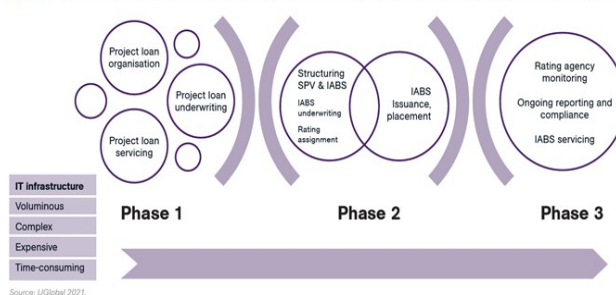 Project loan
organisation
Project loan
underwriting
Project loan
servicing
Structuring
SPV & IABS
IABS
underwriting
Rating
assignment
IABS
Issuance,
placement
Rating agency
monitoring
Ongoing reporting and
compliance
IABS servicing
Phase 1
Phase 2
Phase 3
IT infrastructure
Voluminous
Complex
Expensive
Time-consuming
Source: IJGlobal 2021.